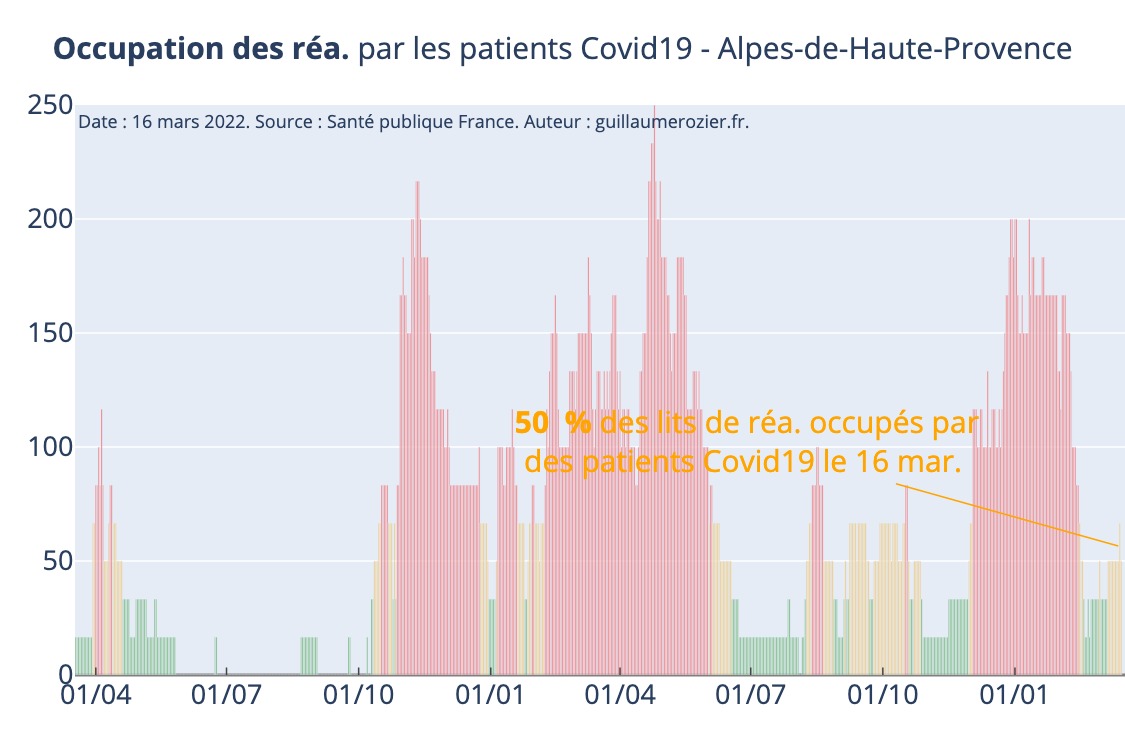 Occupation des réa. par les patients Covid19 - Alpes-de-Haute-Provence
250
Date : 16 mars 2022. Source : Santé publique France. Auteur : guillaumerozier.fr.
200
150
50 % des lits de réa. occupés par
des patients Covid19 le 16 mar.
100
50
0
01/04 01/07 01/10 01/01 01/04 01/07 01/10 01/01